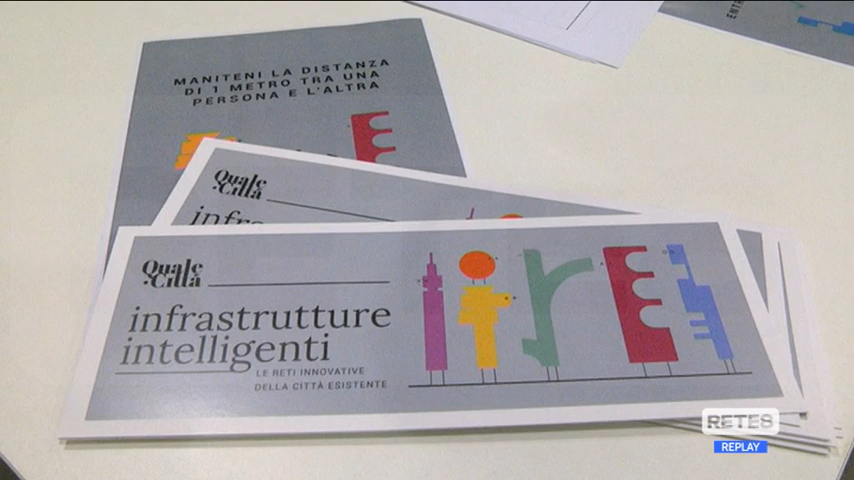 MANITENI LA DISTANZA
DI 1 METRO TRA UNA
PERSONA E L'ALTRA
Quale
Città
Quale
Città
infrastrutture
intelligenti
LE RETI INNOVATIVE
DELLA CITTÀ ESISTENTE
RETE8
REPLAY